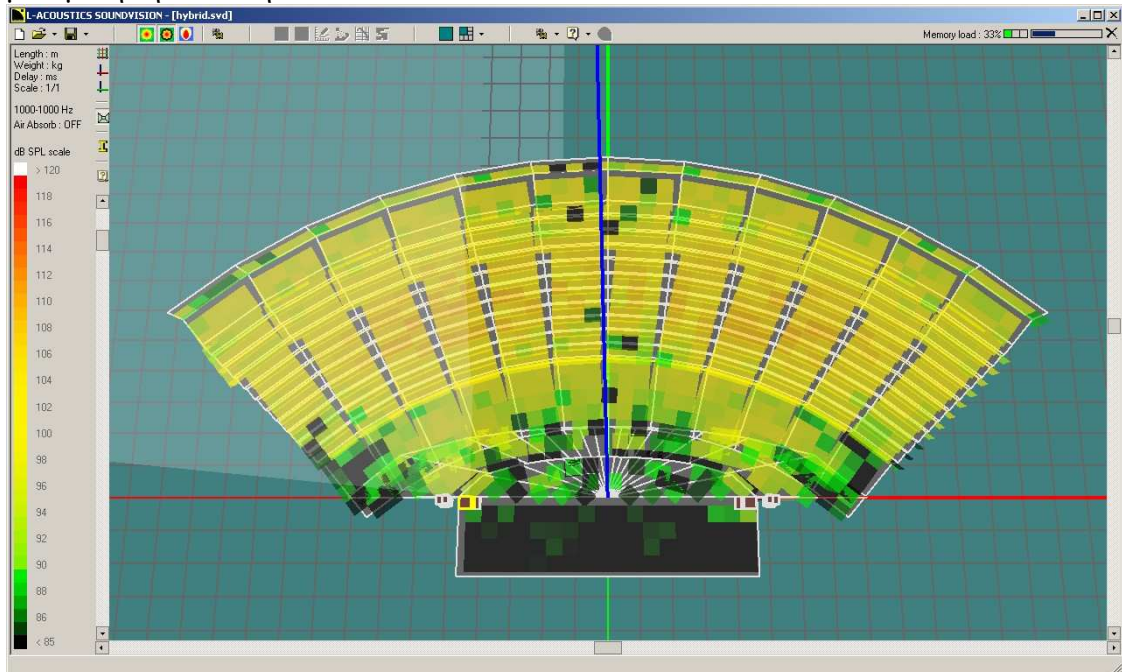 L-ACOUSTICS SOUNDVISION - [hybrid.svd]
Memory load : 33%
Length : m
Weight : kg
Delay : ms
Scale : 1/1
1000-1000 Hz
Air Absorb : OFF
dB SPL scale
> 120
118
116
114
112
110
108
106
104
102
100
98
96
94
92
90
88
86
< 85